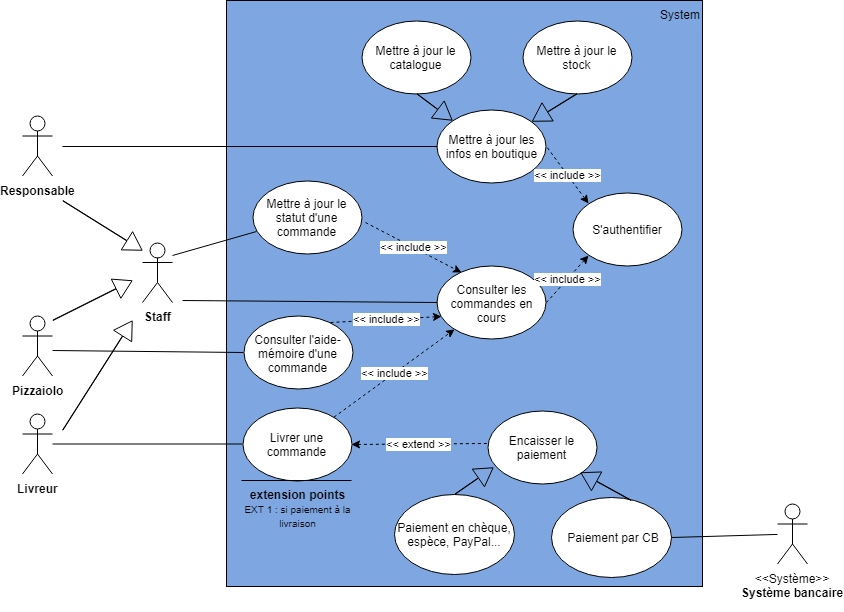 System
Mettre à jour le
catalogue
Mettre à jour le
stock
Mettre à jour les
infos en boutique
Responsable
<< include >>
Mettre à jour le
statut d'une
commande
S'authentifier
<< include >>
Staff
Consulter les
commandes en
cours
<< include >>
<< include >>
Consulter l'aide-
mémoire d'une
commande
Pizzaiolo
<< include >>
Livrer une
commande
<< extend >>
Encaisser le
paiement
Livreur
extension points
EXT 1 : si paiement à la
livraison
Paiement en chèque,
espèce, PayPal...
Paiement par CB
<<Système>>
Système bancaire